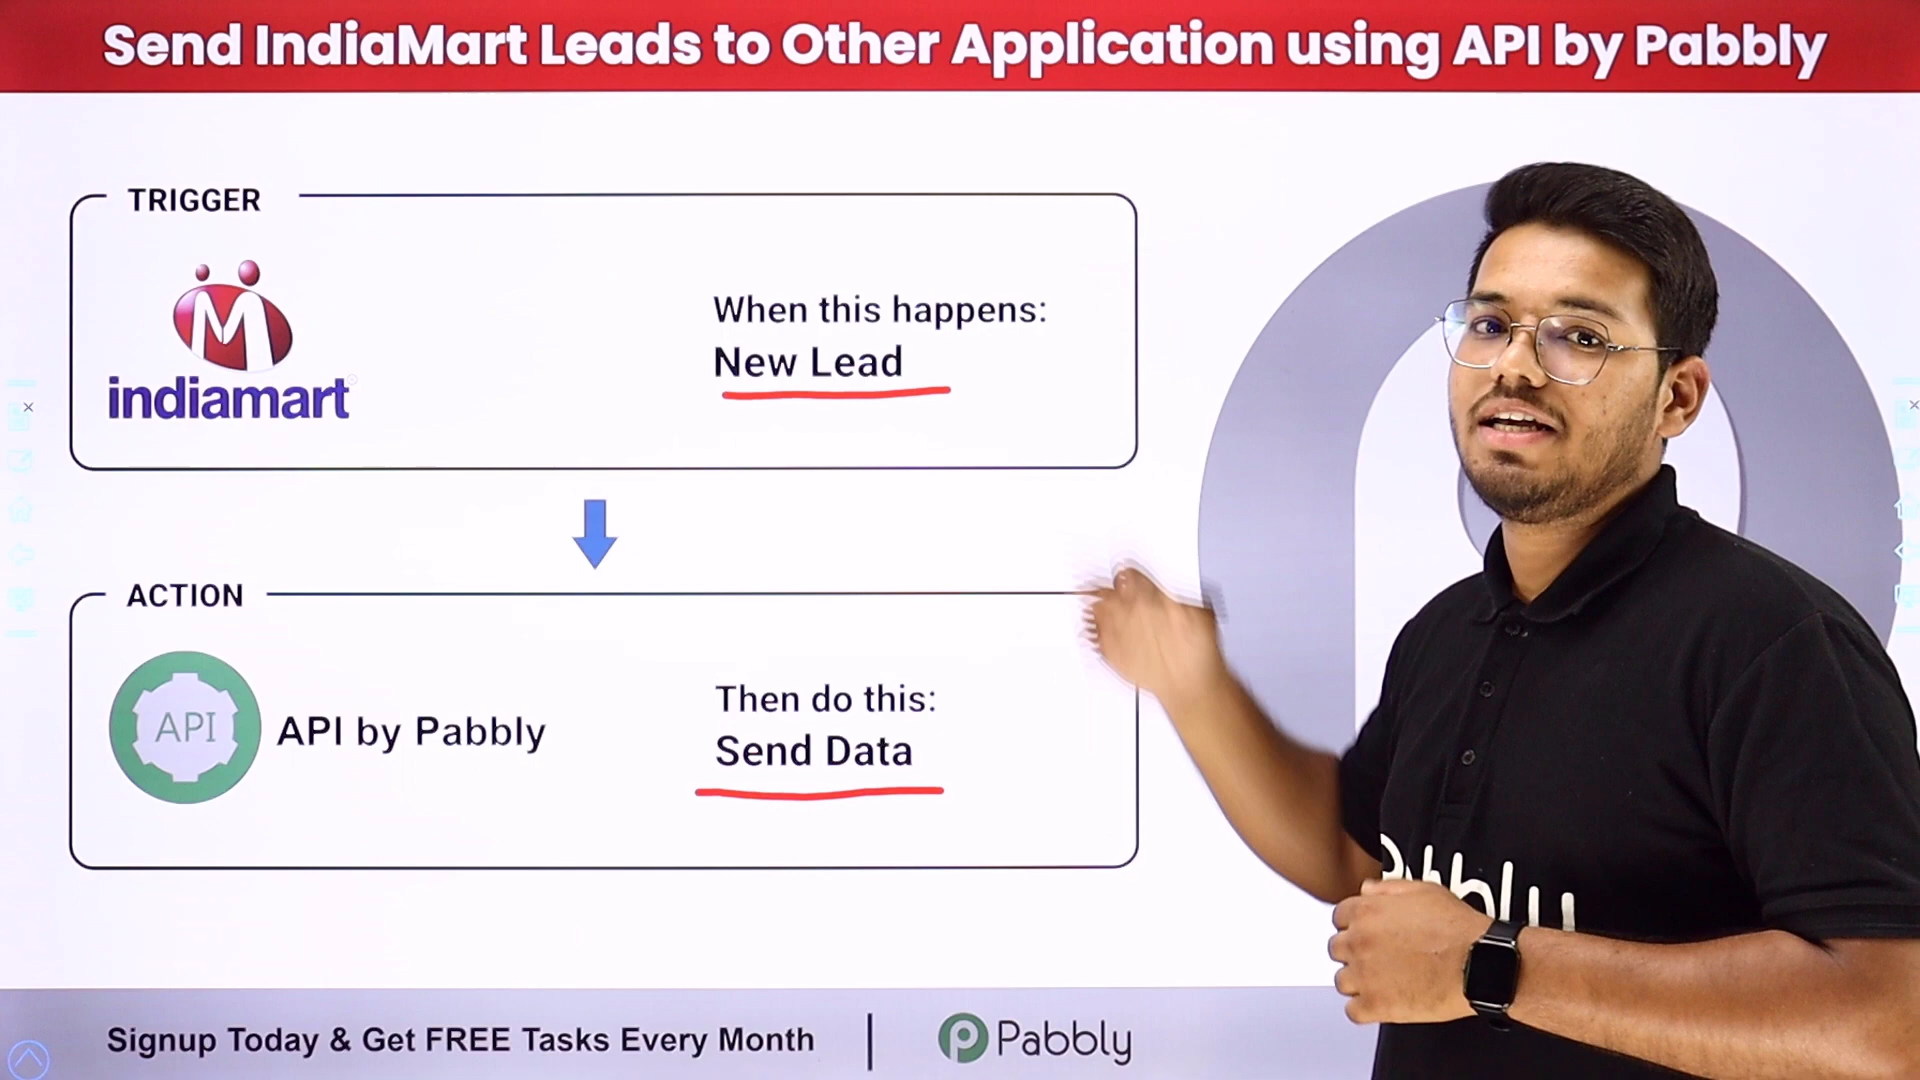 Send IndiaMart Leads to Other Application using API by Pabbly
TRIGGER
indiamart
When this happens:
New Lead
ACTION
API
API by Pabbly
Then do this:
Send Data
Pabbly
Signup Today & Get FREE Tasks Every Month
Pabbly